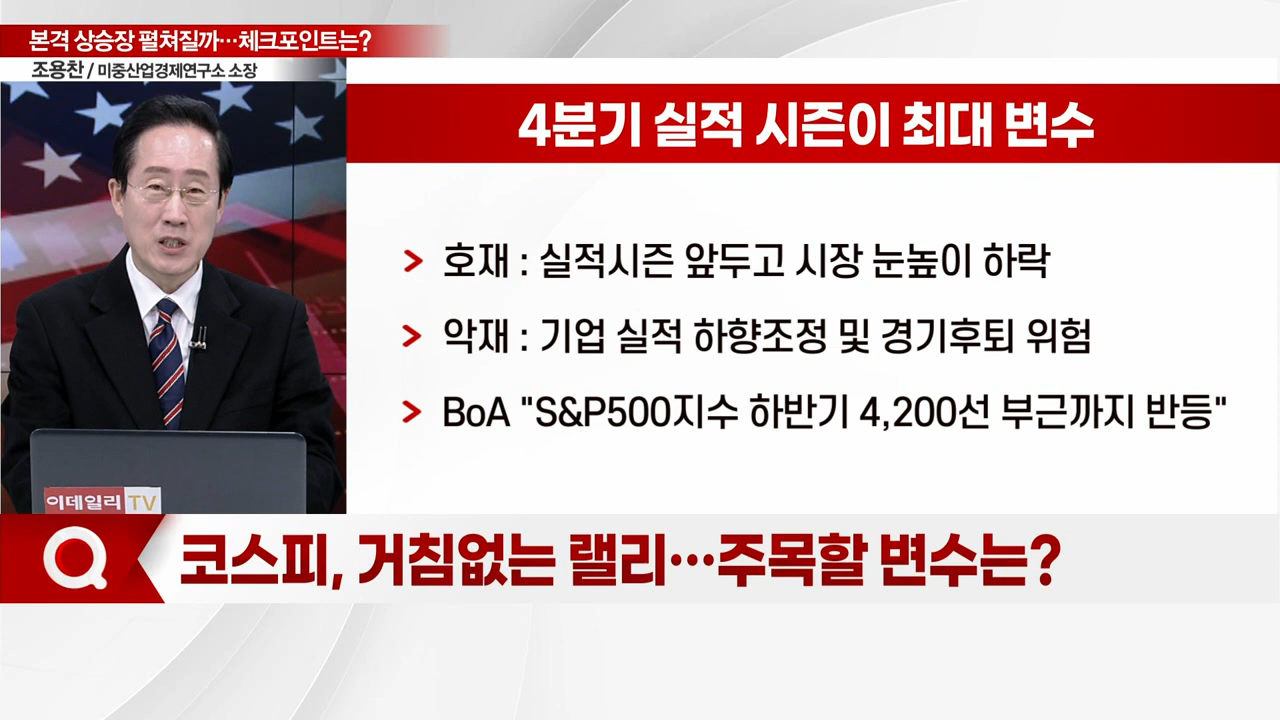 본격 상승장 펼쳐질까…체크포인트는?
조용찬 / 미중산업경제연구소 소장
4분기 실적 시즌이 최대 변수
> 호재 : 실적시즌 앞두고 시장 눈높이 하락
> 악재 : 기업 실적 하향조정 및 경기후퇴 위험
> BoA "S&P500지수 하반기 4,200선 부근까지 반등"
이데일리TV
Q 코스피, 거침없는 랠리…주목할 변수는?